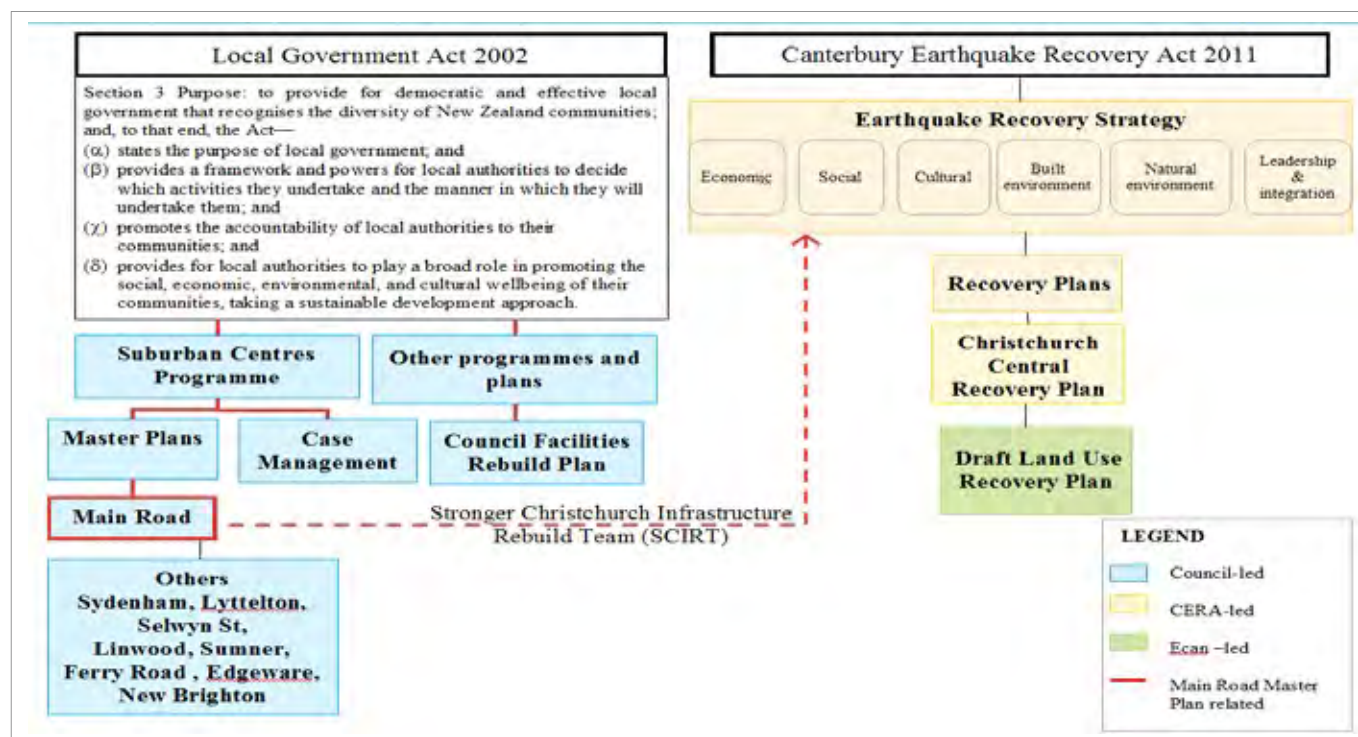 Local Government Act 2002
Section 3 Purpose: to provide for democratic and effective local
government that recognises the diversity of New Zealand communities;
and, to that end, the Act—
(α) states the purpose of local government; and
(β) provides a framework and powers for local authorities to decide
which activities they undertake and the manner in which they will
undertake them; and
(χ) promotes the accountability of local authorities to their
communities; and
(δ) provides for local authorities to play a broad role in promoting the
social, economic, environmental, and cultural wellbeing of their
communities, taking a sustainable development approach.
Suburban Centres
Programme
Other programmes and
plans
Master Plans
Case
Management
Council Facilities
Rebuild Plan
Main Road
Stronger Christchurch Infrastructure
Rebuild Team (SCIRT)
Others
Sydenham, Lyttelton,
Selwyn St,
Linwood, Sumner,
Ferry Road , Edgeware,
New Brighton
Canterbury Earthquake Recovery Act 2011
Earthquake Recovery Strategy
Economic
Social
Cultural
Built
environment
Natural
environment
Leadership
&
integration
Recovery Plans
Christchurch
Central
Recovery Plan
Draft Land Use
Recovery Plan
LEGEND
Council-led
CERA-led
Ecan –led
Main Road Master
Plan related